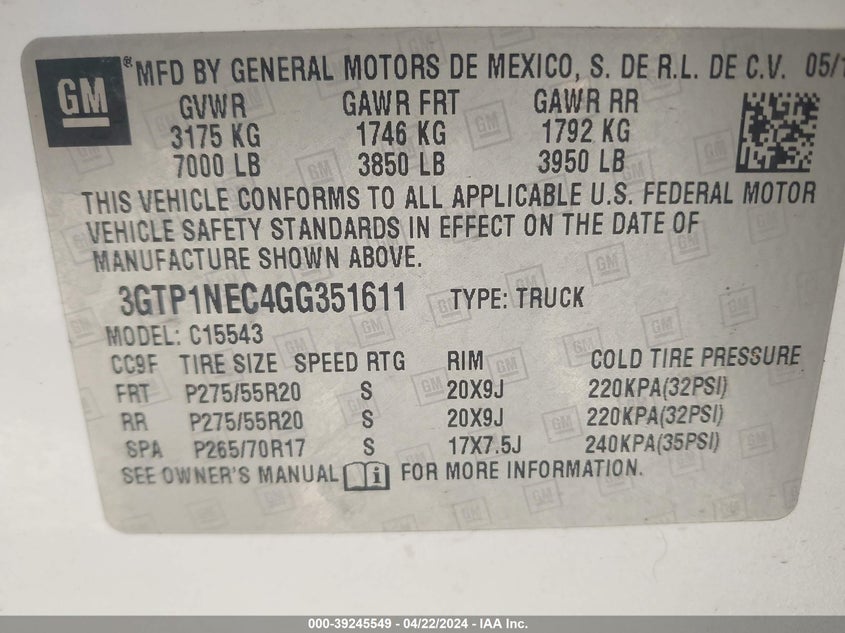 GM ® MFD BY GENERAL MOTORS DE MEXICO, S. DE R.L. DE C.V. 05/1
GVWR GAWR FRT GAWR RR
3175 KG 1746 KG 1792 KG
7000 LB 3850 LB 3950 LB
THIS VEHICLE CONFORMS TO ALL APPLICABLE U.S. FEDERAL MOTOR
VEHICLE SAFETY STANDARDS IN EFFECT ON THE DATE OF
MANUFACTURE SHOWN ABOVE.
3GTP1NEC4GG351611 TYPE: TRUCK
MODEL: C15543
CC9F TIRE SIZE SPEED RTG RIM COLD TIRE PRESSURE
FRT P275/55R20 S 20X9J 220KPA(32PSI)
RR P275/55R20 S 20X9J 220KPA(32PSI)
SPA P265/70R17 S 17X7.5J 240KPA(35PSI)
SEE OWNER'S MANUAL i FOR MORE INFORMATION.
000-39245549 - 04/22/2024 - IAA Inc.